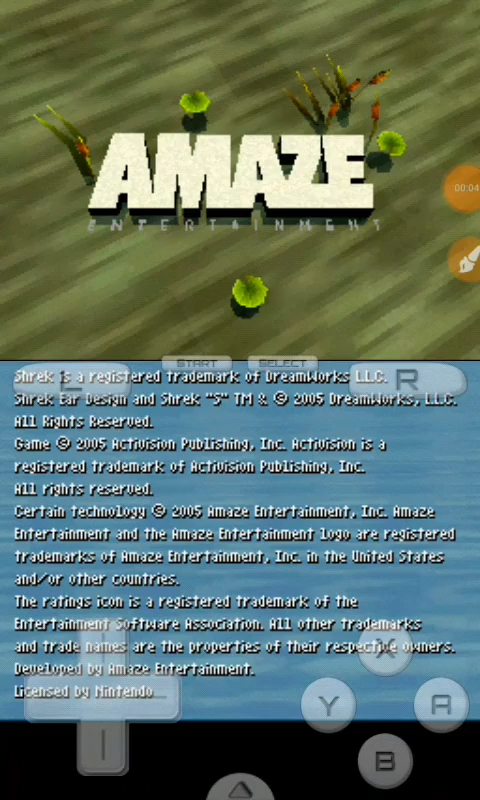 AMAZE
ENTERTAINMENT
00:04
START SELECT
L R
Shrek is a registered trademark of DreamWorks LLC.
Shrek Ear Design and Shrek "S" TM & © 2005 DreamWorks, LLC.
All Rights Reserved.
Game © 2005 Activision Publishing, Inc. Activision is a
registered trademark of Activision Publishing, Inc.
All rights reserved.
Certain technology © 2005 Amaze Entertainment, Inc. Amaze
Entertainment and the Amaze Entertainment logo are registered
trademarks of Amaze Entertainment, Inc. in the United States
and/or other countries.
The ratings icon is a registered trademark of the
Entertainment Software Association. All other trademarks
and trade names are the properties of their respective owners.
Developed by Amaze Entertainment.
Licensed by Nintendo
X
Y A
B